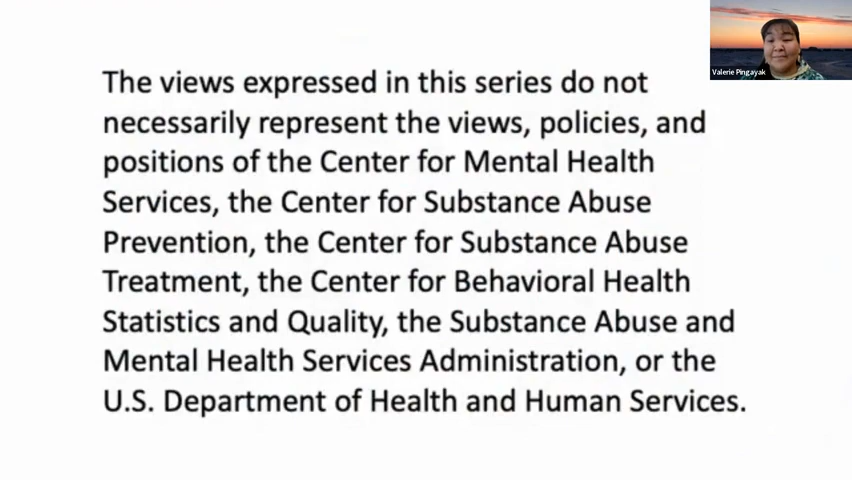 The views expressed in this series do not
necessarily represent the views, policies, and
positions of the Center for Mental Health
Services, the Center for Substance Abuse
Prevention, the Center for Substance Abuse
Treatment, the Center for Behavioral Health
Statistics and Quality, the Substance Abuse and
Mental Health Services Administration, or the
U.S. Department of Health and Human Services.
Valerie Pingayak